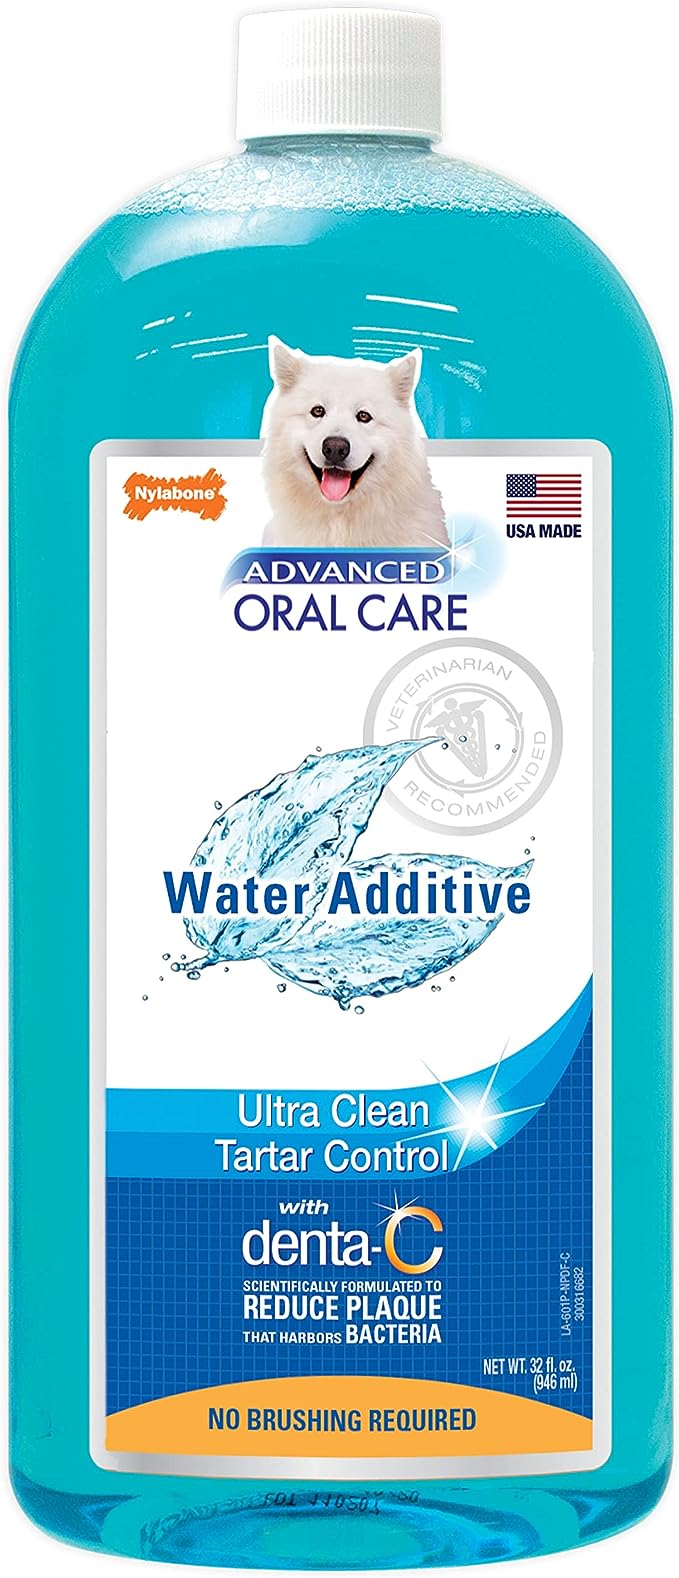 Nylabone®
USA MADE
ADVANCED
ORAL CARE
VETERINARIAN
RECOMMENDED
Water Additive
Ultra Clean
Tartar Control
with
denta-C
SCIENTIFICALLY FORMULATED TO
REDUCE PLAQUE
THAT HARBORS BACTERIA
LA-601P-NPDF-C
300316682
NET WT. 32 fl. oz.
(946 ml)
NO BRUSHING REQUIRED